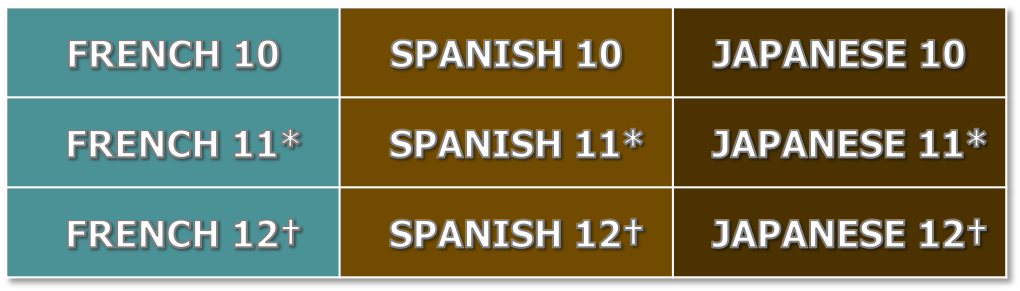 FRENCH 10 SPANISH 10 JAPANESE 10
FRENCH 11* SPANISH 11* JAPANESE 11*
FRENCH 12† SPANISH 12† JAPANESE 12†